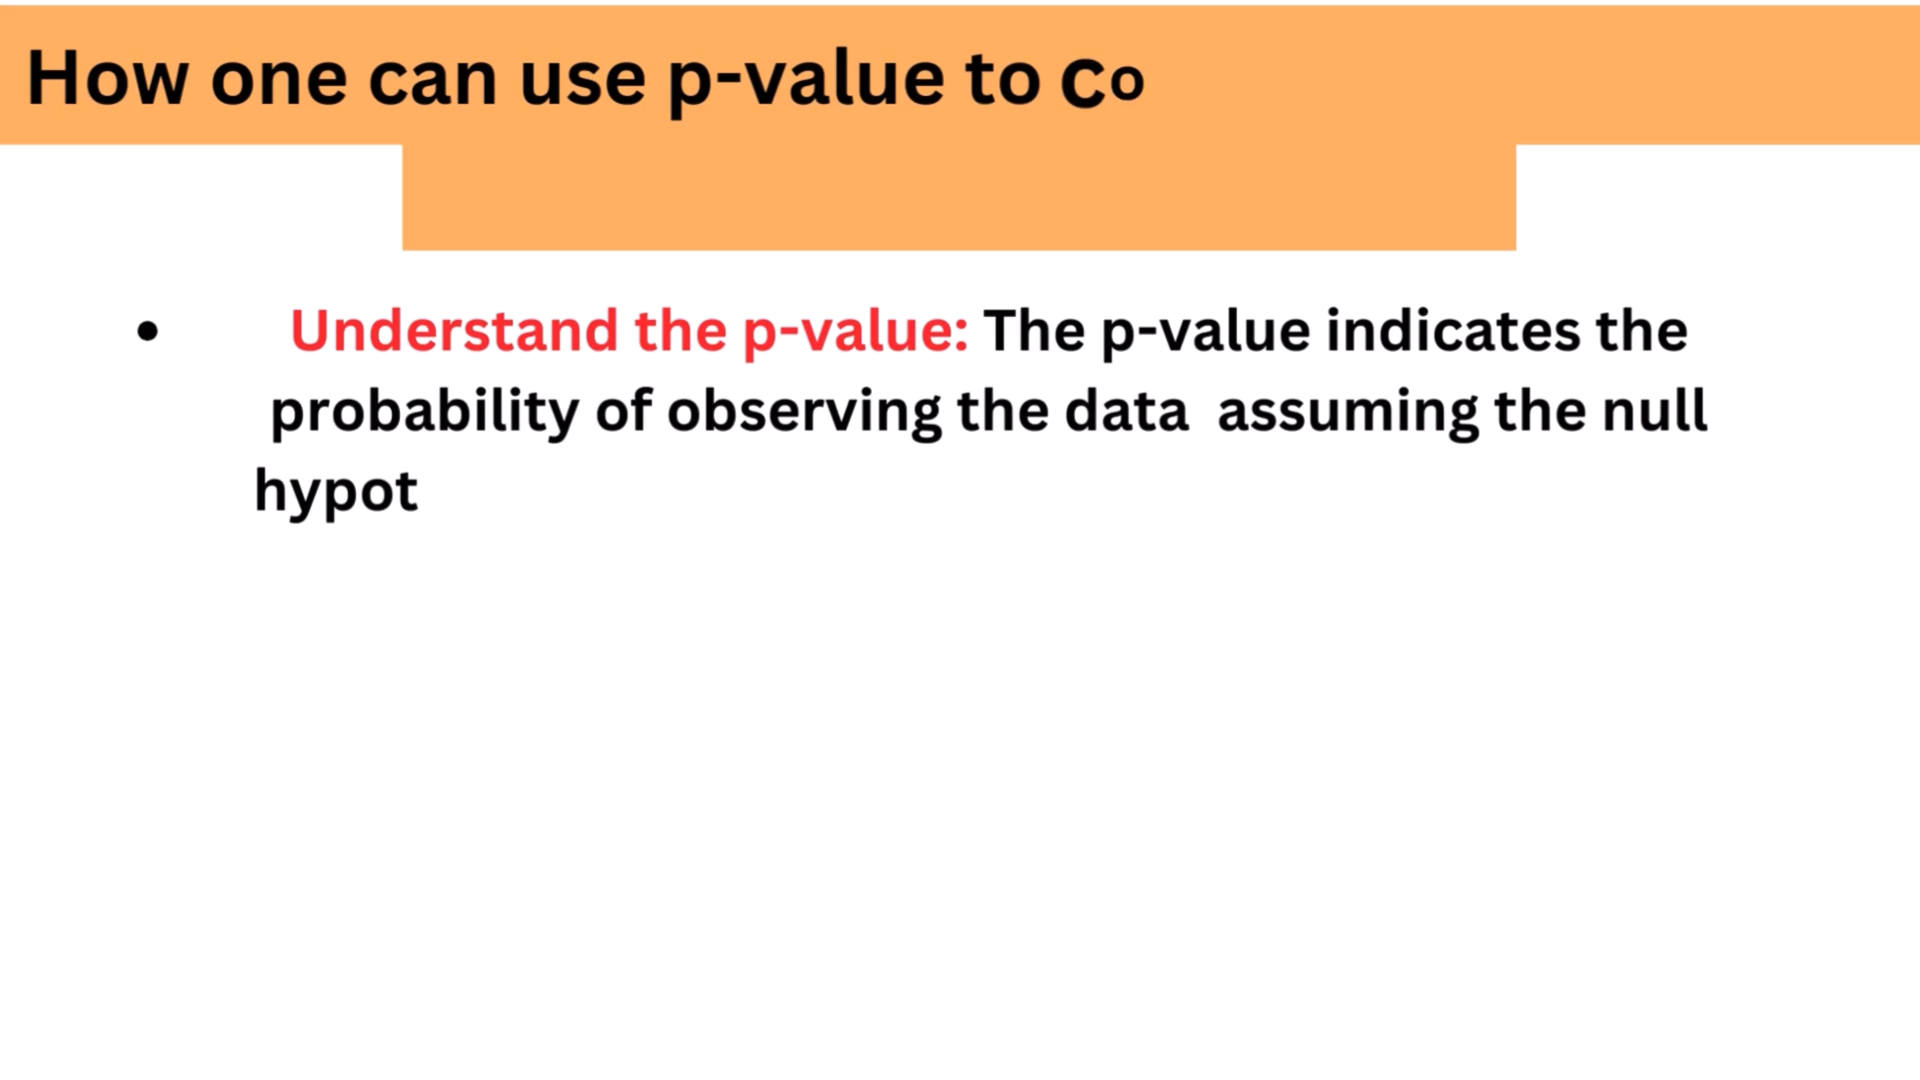 How one can use p-value to Co
• Understand the p-value: The p-value indicates the
probability of observing the data assuming the null
hypot